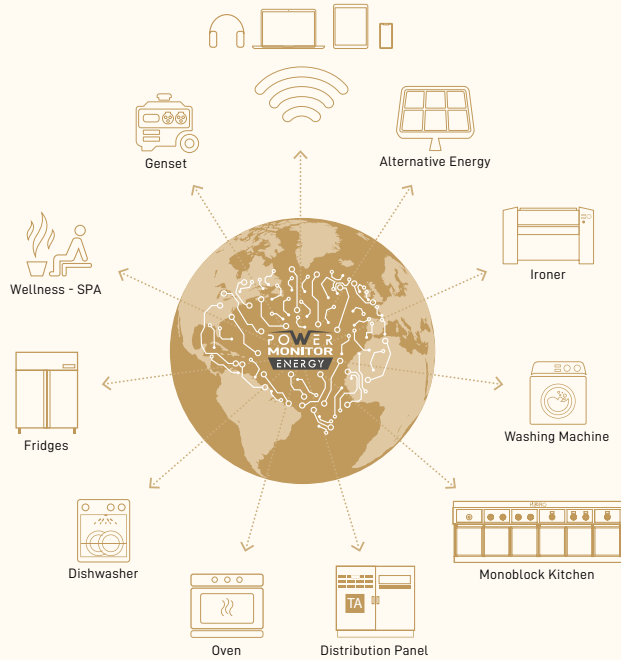 Genset
Alternative Energy
Wellness - SPA
Ironer
POWER
MONITOR
ENERGY
Fridges
Washing Machine
Dishwasher
Monoblock Kitchen
TA
Oven
Distribution Panel